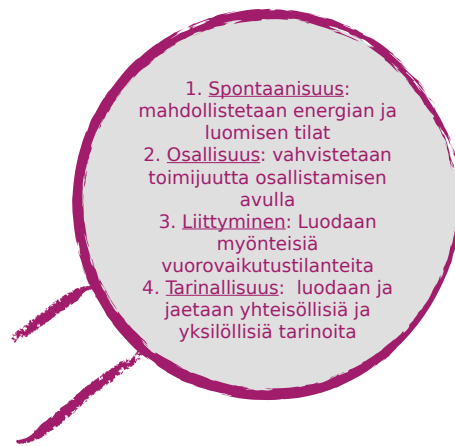 1. Spontaanisuus:
mahdollistetaan energian ja
luomisen tilat
2. Osallisuus: vahvistetaan
toimijuutta osallistamisen
avulla
3. Liittyminen: Luodaan
myönteisiä
vuorovaikutustilanteita
4. Tarinallisuus:  luodaan ja
jaetaan yhteisöllisiä ja
yksilöllisiä tarinoita